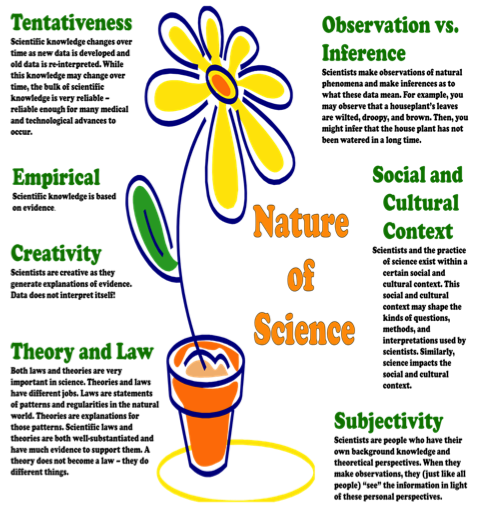 Tentativeness
Scientific knowledge changes over
time as new data is developed and
old data is re-interpreted. While
this knowledge may change over
time, the bulk of scientific
knowledge is very reliable –
reliable enough for many medical
and technological advances to
occur.
Empirical
Scientific knowledge is based
on evidence.
Creativity
Scientists are creative as they
generate explanations of evidence.
Data does not interpret itself!
Theory and Law
Both laws and theories are very
important in science. Theories and laws
have different jobs. Laws are statements
of patterns and regularities in the natural
world. Theories are explanations for
those patterns. Scientific laws and
theories are both well-substantiated and
have much evidence to support them. A
theory does not become a law – they do
different things.
Nature
of
Science
Observation vs.
Inference
Scientists make observations of natural
phenomena and make inferences as to
what these data mean. For example, you
may observe that a houseplant's leaves
are wilted, droopy, and brown. Then, you
might infer that the house plant has not
been watered in a long time.
Social and
Cultural
Context
Scientists and the practice
of science exist within a
certain social and
cultural context. This
social and cultural
context may shape the
kinds of questions,
methods, and
interpretations used by
scientists. Similarly,
science impacts the
social and cultural
context.
Subjectivity
Scientists are people who have their
own background knowledge and
theoretical perspectives. When they
make observations, they (just like all
people) "see" the information in light
of these personal perspectives.